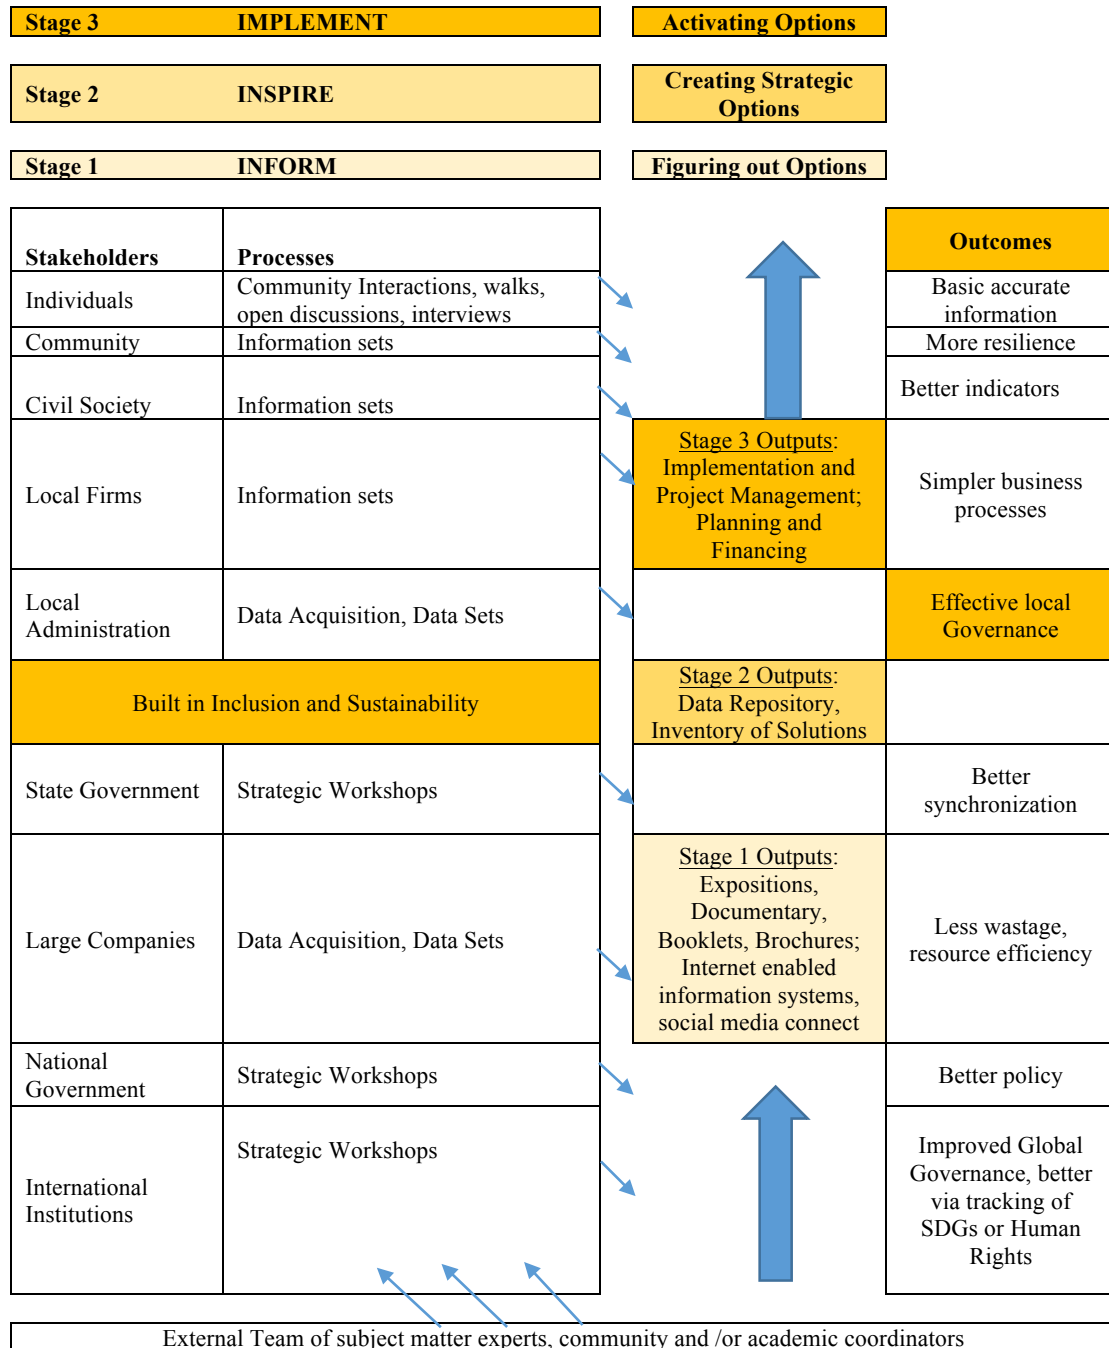 Stage 3 IMPLEMENT Activating Options
Stage 2 INSPIRE Creating Strategic
Options
Stage 1 INFORM Figuring out Options
Stakeholders Processes Outcomes
Individuals
Community Interactions, walks,
open discussions, interviews
Basic accurate
information
Community Information sets More resilience
Civil Society Information sets Better indicators
Local Firms Information sets
Stage 3 Outputs:
Implementation and
Project Management;
Planning and
Financing
Simpler business
processes
Local
Administration
Data Acquisition, Data Sets
Effective local
Governance
Built in Inclusion and Sustainability
Stage 2 Outputs:
Data Repository,
Inventory of Solutions
State Government Strategic Workshops
Better
synchronization
Large Companies Data Acquisition, Data Sets
Stage 1 Outputs:
Expositions,
Documentary,
Booklets, Brochures;
Internet enabled
information systems,
social media connect
Less wastage,
resource efficiency
National
Government
Strategic Workshops
Better policy
International
Institutions
Strategic Workshops
Improved Global
Governance, better
via tracking of
SDGs or Human
Rights
External Team of subject matter experts, community and /or academic coordinators